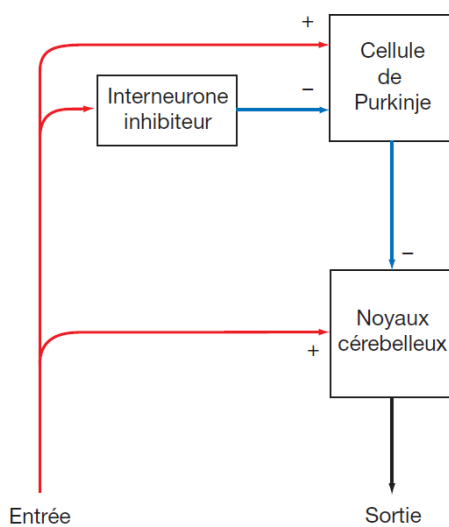 +
Cellule
de
Purkinje
Interneurone
inhibiteur
–
–
Noyaux
cérebelleux
+
Entrée
Sortie